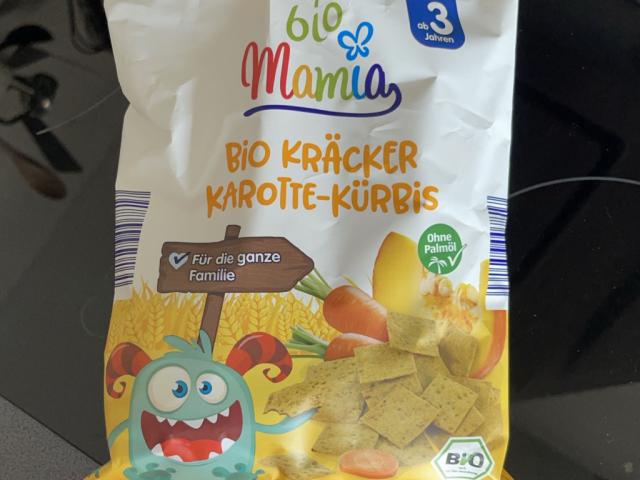 bio
Mamia
3
ab
Jahren
BiO KRÄCKER
KAROTTE-KÜRBiS
Ohne
Palmöl
Für die ganze
Familie
BiO